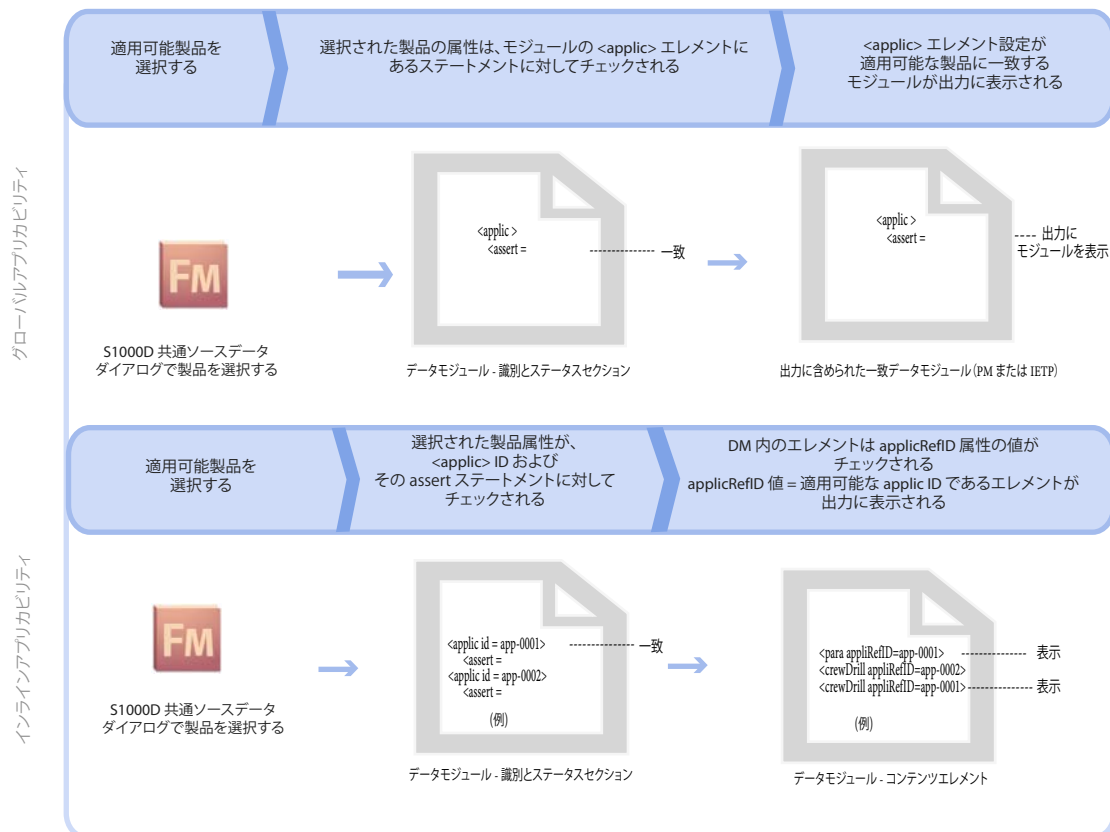 適用可能製品を
選択する
選択された製品の属性は、モジュールの <applic> エレメントに
あるステートメントに対してチェックされる
<applic> エレメント設定が
適用可能な製品に一致する
モジュールが出力に表示される
グローバルアプリカビリティ
FM
S1000D 共通ソースデータ
ダイアログで製品を選択する
<applic >
<assert =
一致
データモジュール - 識別とステータスセクション
<applic >
<assert =
出力に
モジュールを表示
出力に含められた一致データモジュール (PM または IETP)
適用可能製品を
選択する
選択された製品属性が、
<applic> ID および
その assert ステートメントに対して
チェックされる
DM 内のエレメントは applicRefID 属性の値が
チェックされる
applicRefID 値 = 適用可能な applic ID であるエレメントが
出力に表示される
インラインアプリカビリティ
FM
S1000D 共通ソースデータ
ダイアログで製品を選択する
<applic id = app-0001>
<assert =
<applic id = app-0002>
<assert =
(例)
一致
データモジュール - 識別とステータスセクション
<para appliRefID=app-0001>
<crewDrill appliRefID=app-0002>
<crewDrill appliRefID=app-0001>
(例)
表示
表示
データモジュール - コンテンツエレメント